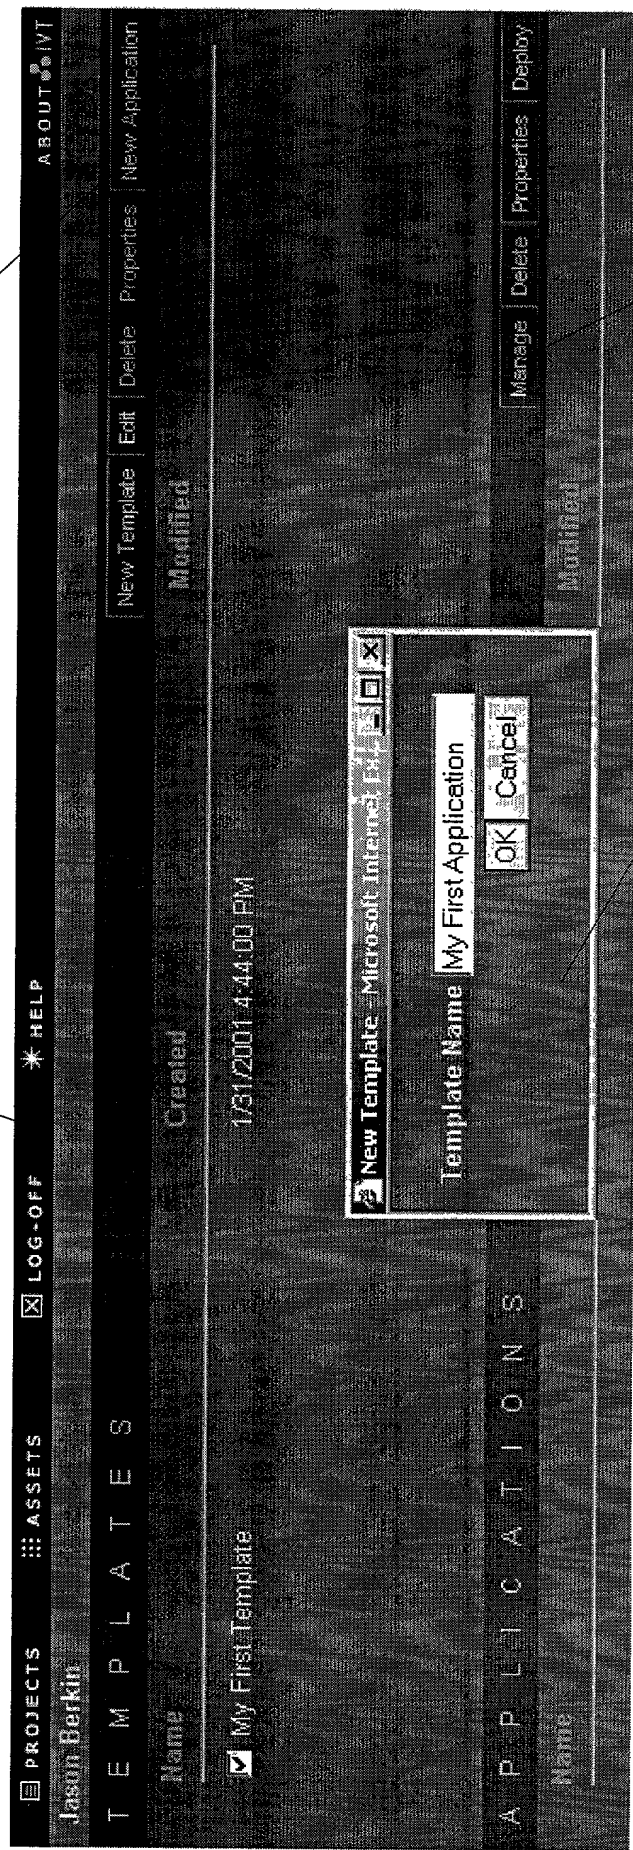 PROJECTS ASSETS LOG-OFF HELP ABOUT IVT
Jason Berkin
TEMPLATES New Template Edit Delete Properties New Application
Name Created Modified
My First Template 1/31/2001 4:44:00 PM
New Template - Microsoft Internet
Template Name My First Application
OK Cancel
APPLICATIONS Manage Delete Properties Deploy
Name Modified